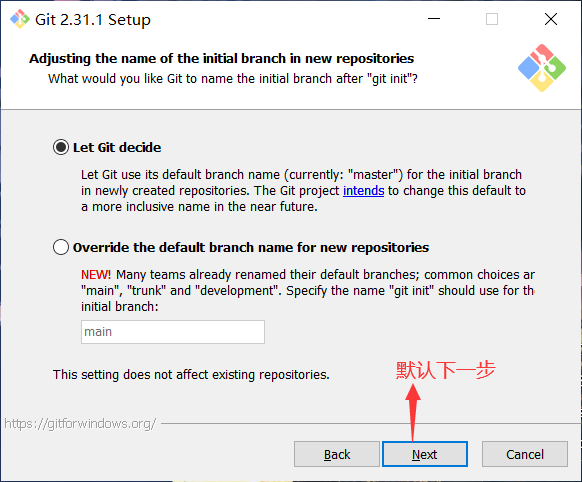 Git 2.31.1 Setup
Adjusting the name of the initial branch in new repositories
What would you like Git to name the initial branch after "git init"?
Let Git decide
Let Git use its default branch name (currently: "master") for the initial branch
in newly created repositories. The Git project intends to change this default to
a more inclusive name in the near future.
Override the default branch name for new repositories
NEW! Many teams already renamed their default branches; common choices ar
"main", "trunk" and "development". Specify the name "git init" should use for the
initial branch:
main
This setting does not affect existing repositories.
默认下一步
https://gitforwindows.org/
Back
Next
Cancel